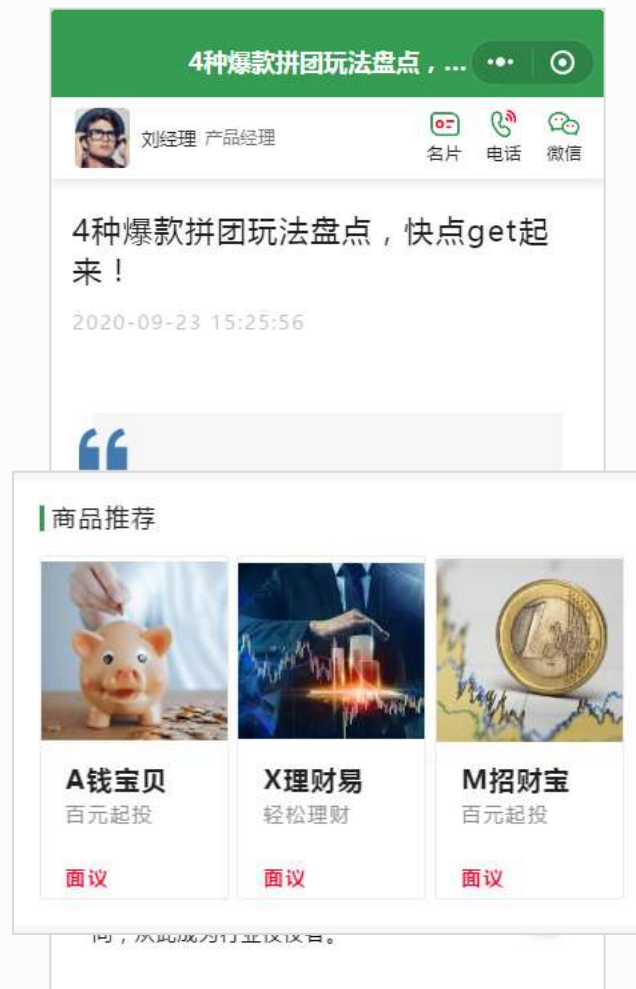 4种爆款拼团玩法盘点，...
刘经理 产品经理
名片 电话 微信
4种爆款拼团玩法盘点，快点get起
来！
2020-09-23 15:25:56
商品推荐
A钱宝贝 X理财易 M招财宝
百元起投 轻松理财 百元起投
面议 面议 面议